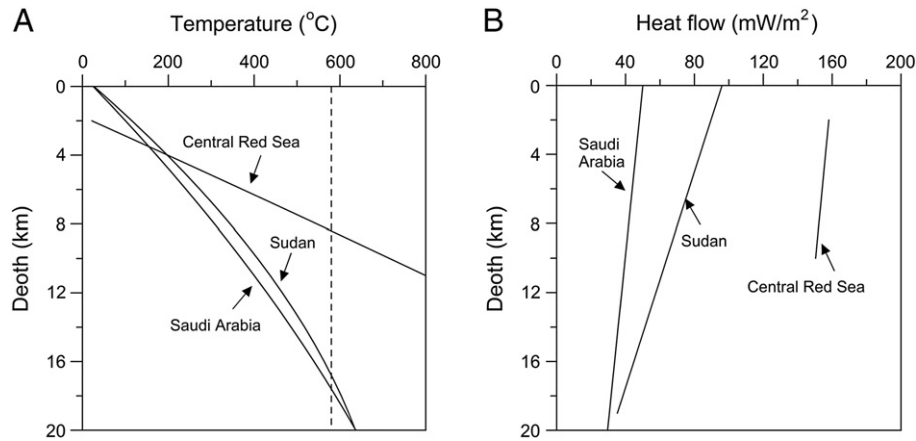 A
Temperature (°C)
0 200 400 600 800
0
4
8
12
16
20
Deoth (km)
Central Red Sea
Sudan
Saudi Arabia
B
Heat flow (mW/m²)
0 40 80 120 160 200
0
4
8
12
16
20
Deoth (km)
Saudi
Arabia
Sudan
Central Red Sea